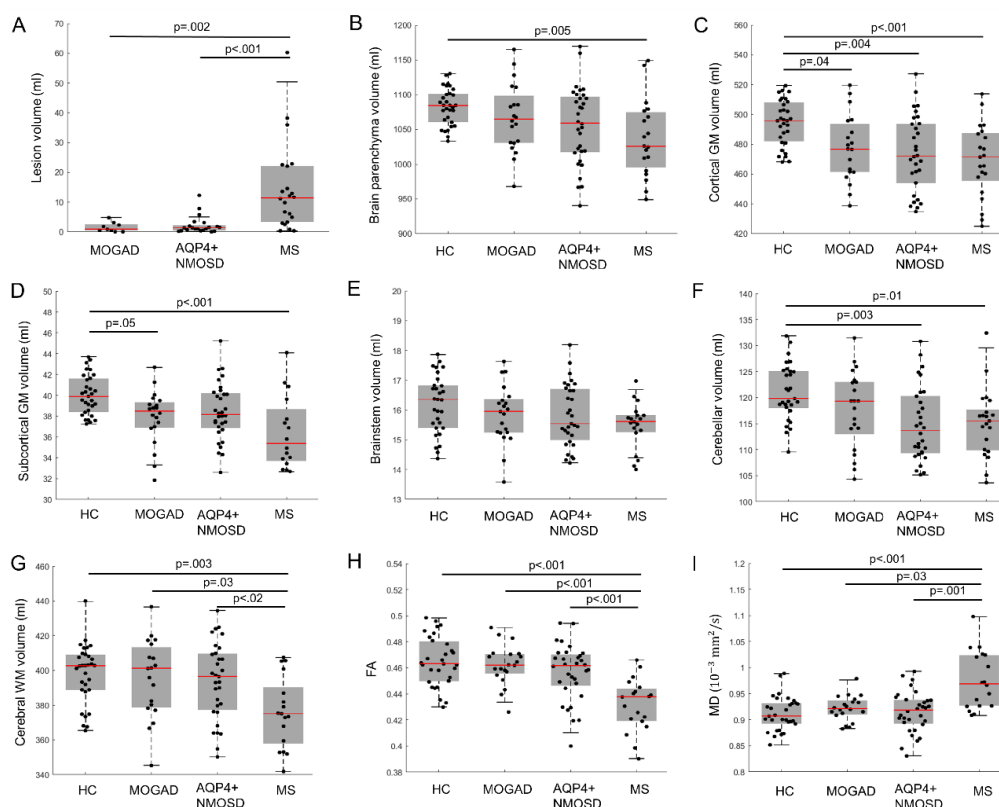 A
p=.002
p<.001
Lesion volume (ml)
70
60
50
40
30
20
10
0
MOGAD
AQP4+
NMOSD
MS
B
p=.005
Brain parenchyma volume (ml)
1200
1150
1100
1050
1000
950
900
HC
MOGAD
AQP4+
NMOSD
MS
C
p<.001
p=.004
p=.04
Cortical GM volume (ml)
560
540
520
500
480
460
440
420
HC
MOGAD
AQP4+
NMOSD
MS
D
p<.001
p=.05
Subcortical GM volume (ml)
50
48
46
44
42
40
38
36
34
32
30
HC
MOGAD
AQP4+
NMOSD
MS
E
Brainstem volume (ml)
20
19
18
17
16
15
14
13
HC
MOGAD
AQP4+
NMOSD
MS
F
p=.01
p=.003
Cerebellar volume (ml)
140
135
130
125
120
115
110
105
100
HC
MOGAD
AQP4+
NMOSD
MS
G
p=.003
p=.03
p<.02
Cerebral WM volume (ml)
460
440
420
400
380
360
340
HC
MOGAD
AQP4+
NMOSD
MS
H
p<.001
p<.001
p<.001
FA
0.54
0.52
0.5
0.48
0.46
0.44
0.42
0.4
0.38
HC
MOGAD
AQP4+
NMOSD
MS
I
p<.001
p=.03
p=.001
MD (10⁻³ mm²/s)
1.2
1.15
1.1
1.05
1
0.95
0.9
0.85
0.8
HC
MOGAD
AQP4+
NMOSD
MS